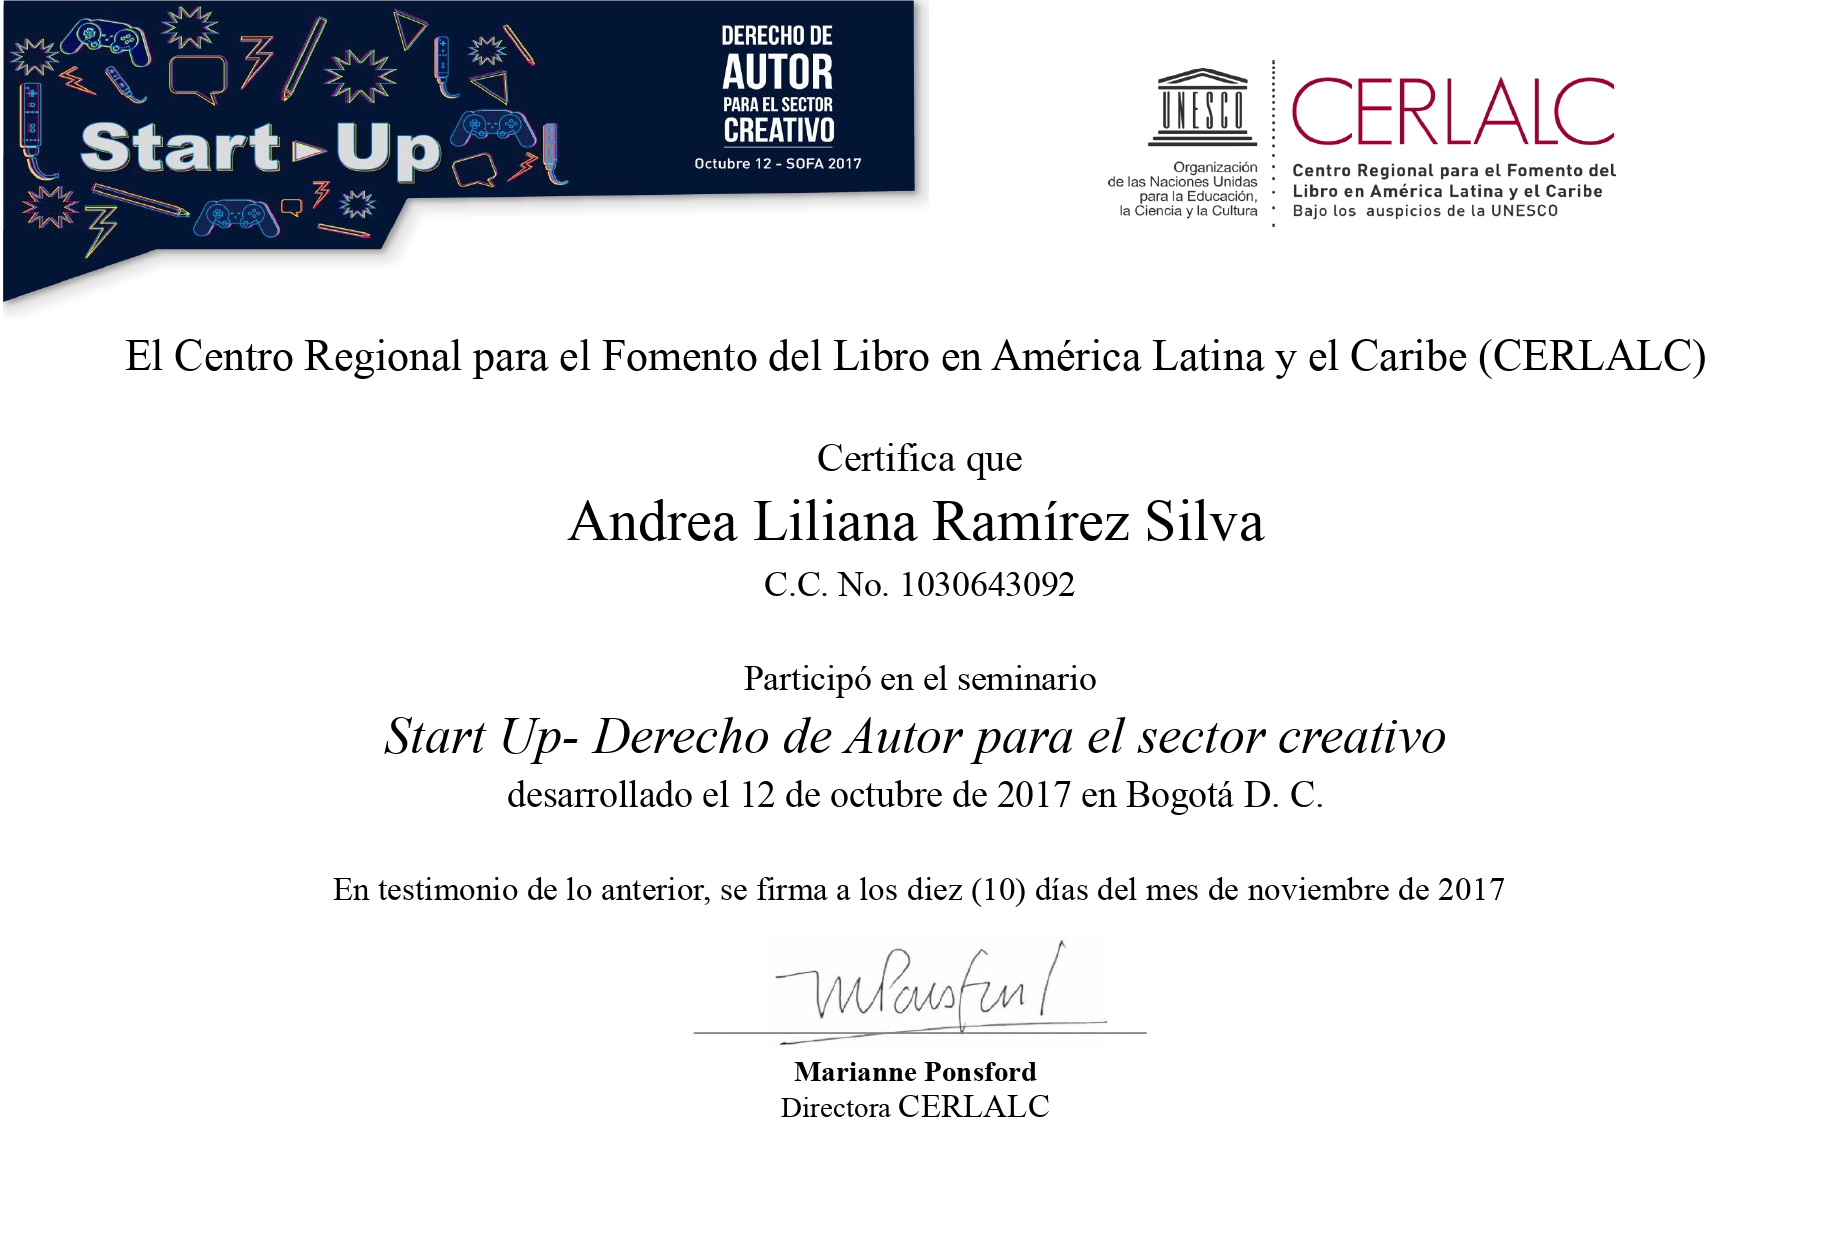 Start Up
DERECHO DE
AUTOR
PARA EL SECTOR
CREATIVO
Octubre 12 - SOFA 2017
UNESCO
Organización
de las Naciones Unidas
para la Educación,
la Ciencia y la Cultura
CERLALC
Centro Regional para el Fomento del
Libro en América Latina y el Caribe
Bajo los auspicios de la UNESCO
El Centro Regional para el Fomento del Libro en América Latina y el Caribe (CERLALC)
Certifica que
Andrea Liliana Ramírez Silva
C.C. No. 1030643092
Participó en el seminario
Start Up- Derecho de Autor para el sector creativo
desarrollado el 12 de octubre de 2017 en Bogotá D. C.
En testimonio de lo anterior, se firma a los diez (10) días del mes de noviembre de 2017
MPonsford
Marianne Ponsford
Directora CERLALC